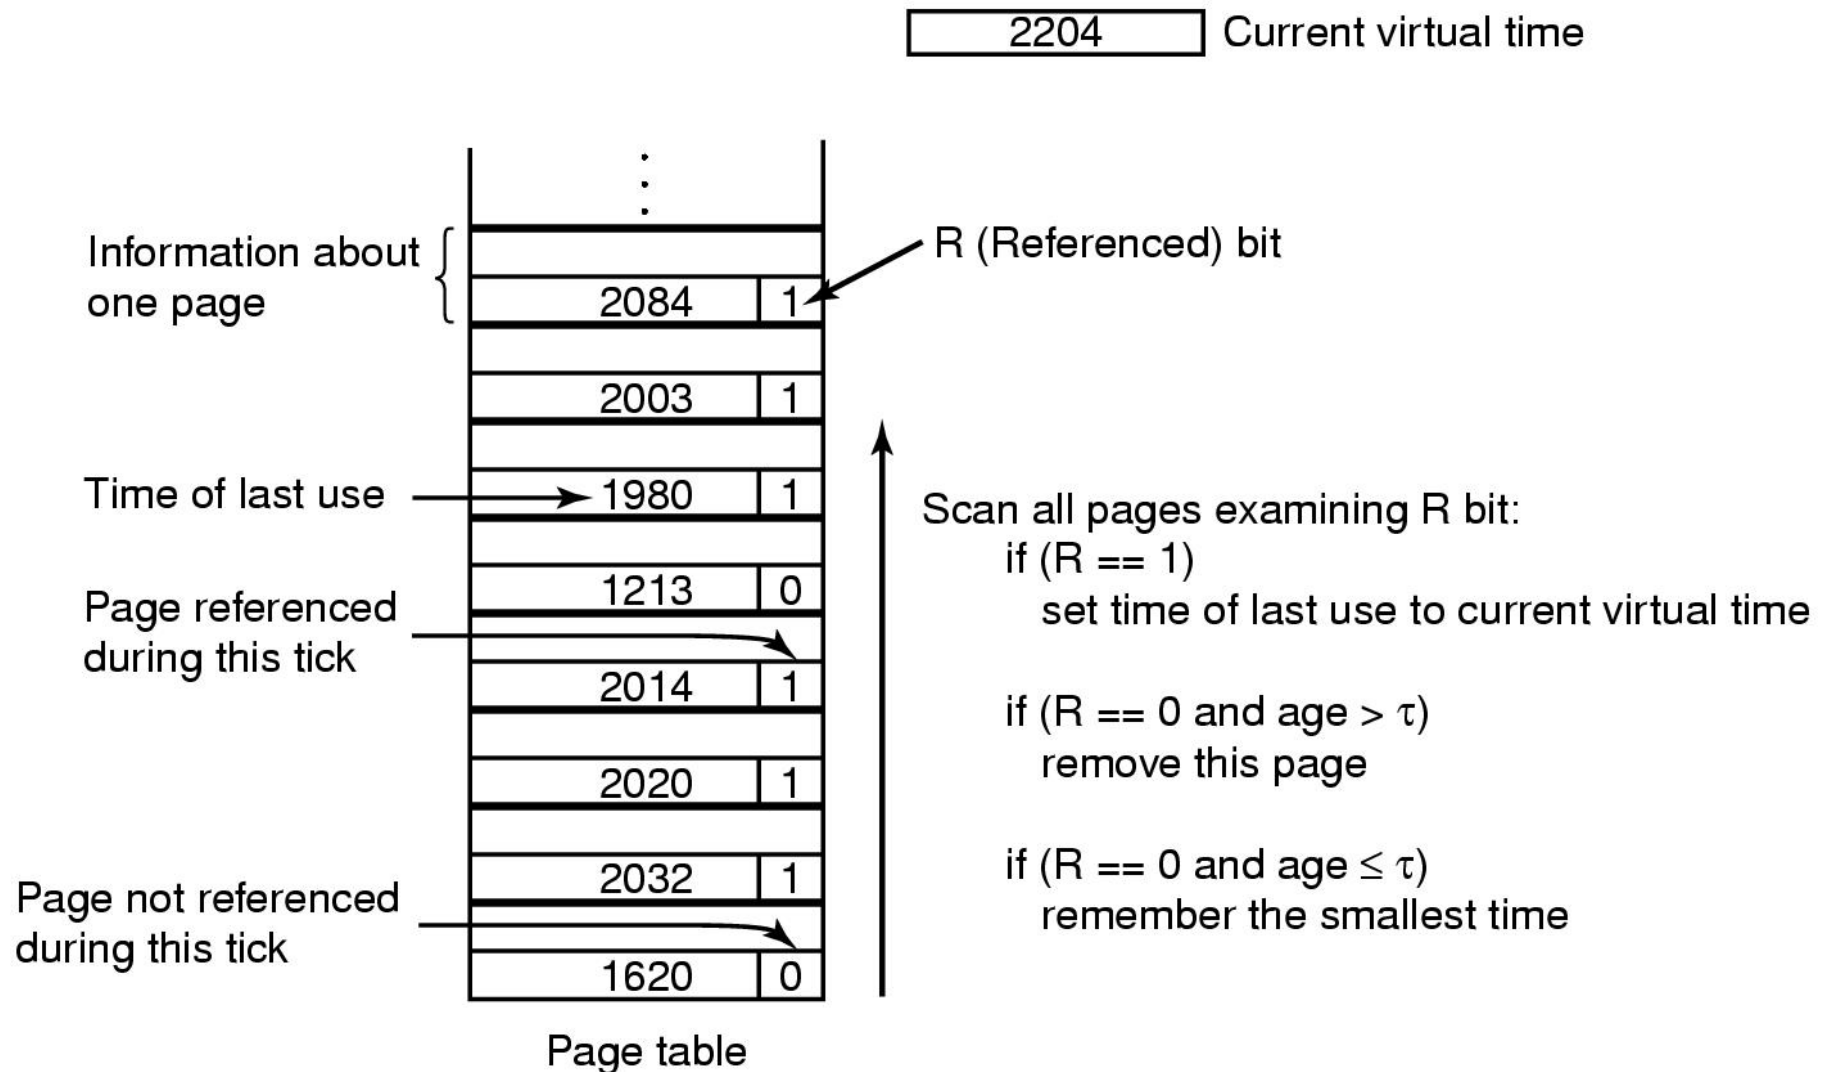 2204 Current virtual time
Information about
one page
R (Referenced) bit
2084 1
2003 1
Time of last use
1980 1
1213 0
Page referenced
during this tick
2014 1
2020 1
2032 1
Page not referenced
during this tick
1620 0
Page table
Scan all pages examining R bit:
if (R == 1)
set time of last use to current virtual time
if (R == 0 and age > τ)
remove this page
if (R == 0 and age ≤ τ)
remember the smallest time